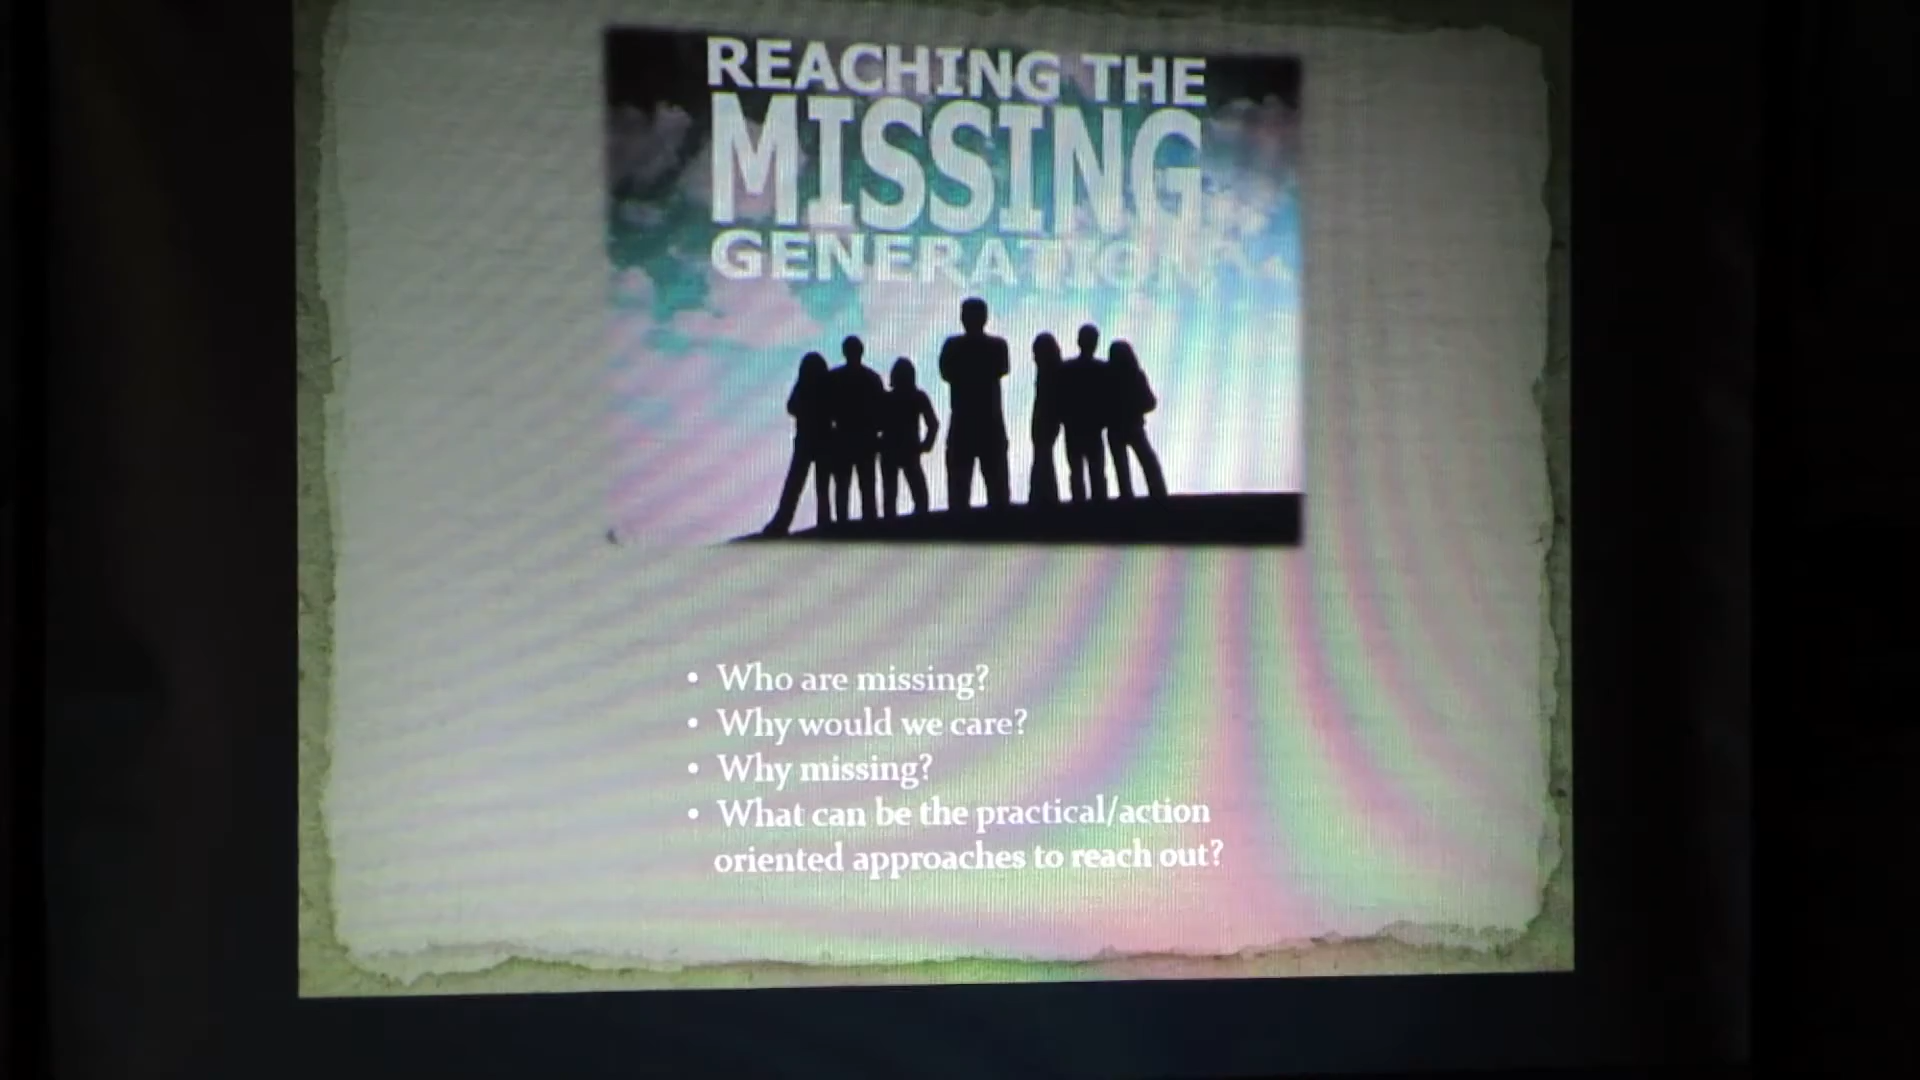 REACHING THE
MISSING
GENERATION
• Who are missing?
• Why would we care?
• Why missing?
• What can be the practical/action
oriented approaches to reach out?